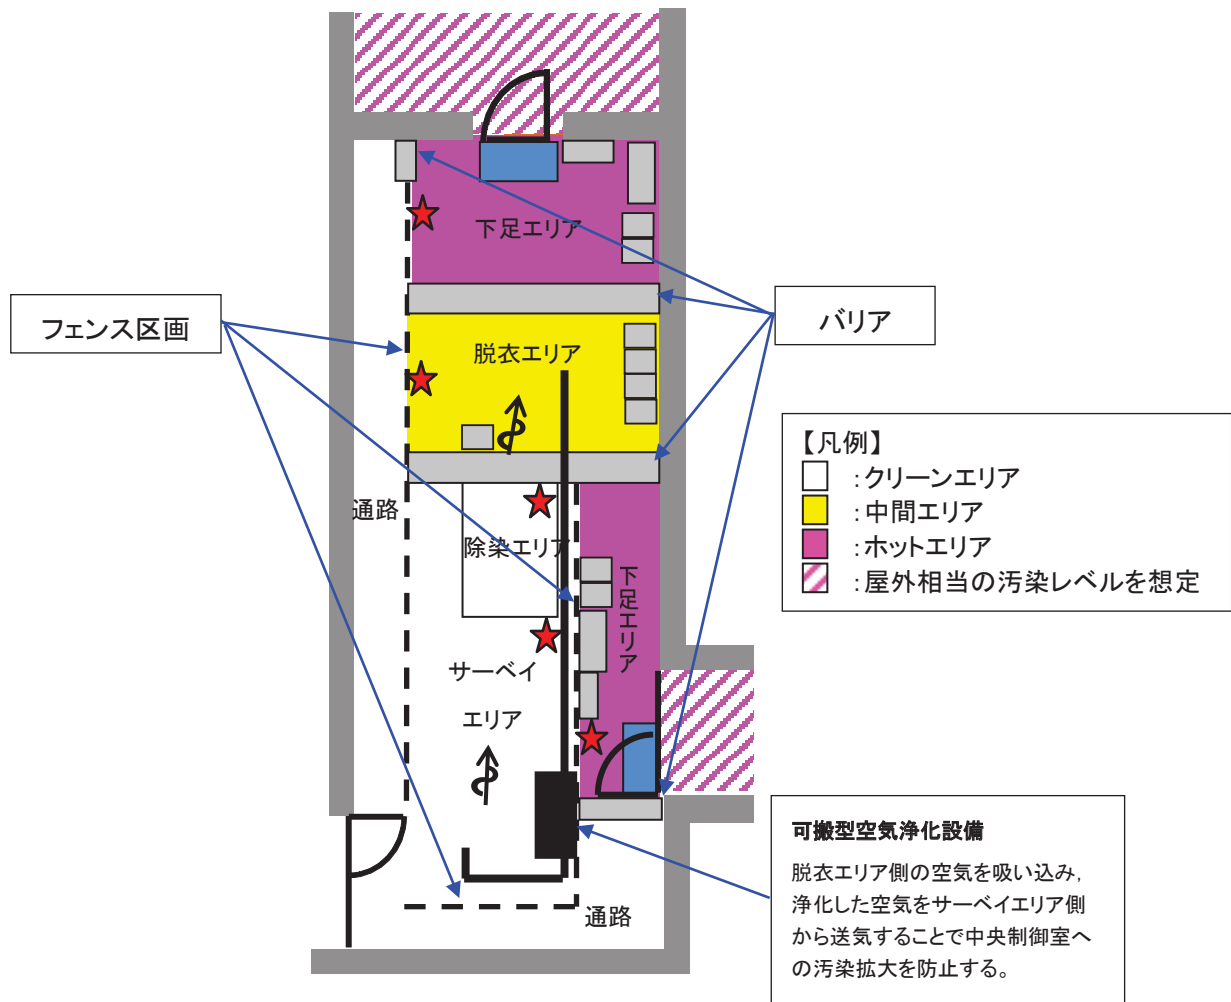 下足エリア
フェンス区画
バリア
脱衣エリア
【凡例】
:クリーンエリア
:中間エリア
:ホットエリア
:屋外相当の汚染レベルを想定
通路
除染エリア
下足エリア
サーベイ
エリア
可搬型空気浄化設備
脱衣エリア側の空気を吸い込み,
浄化した空気をサーベイエリア側
から送気することで中央制御室へ
の汚染拡大を防止する。
通路